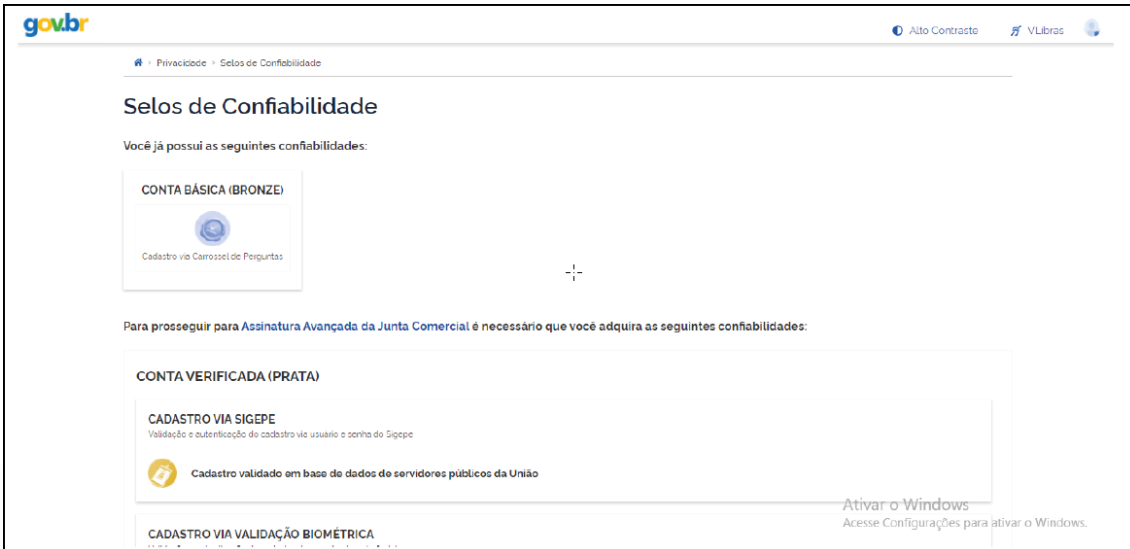 gov.br
Alto Contraste VLibras
Privacidade Selos de Confiabilidade
Selos de Confiabilidade
Você já possui as seguintes confiabilidades:
CONTA BÁSICA (BRONZE)
Cadastro via Carrossel de Perguntas
Para prosseguir para Assinatura Avançada da Junta Comercial é necessário que você adquira as seguintes confiabilidades:
CONTA VERIFICADA (PRATA)
CADASTRO VIA SIGEPE
Validação e autenticação do cadastro via usuário e senha do Sigepe
Cadastro validado em base de dados de servidores públicos da União
Ativar o Windows
Acesse Configurações para ativar o Windows.
CADASTRO VIA VALIDAÇÃO BIOMÉTRICA